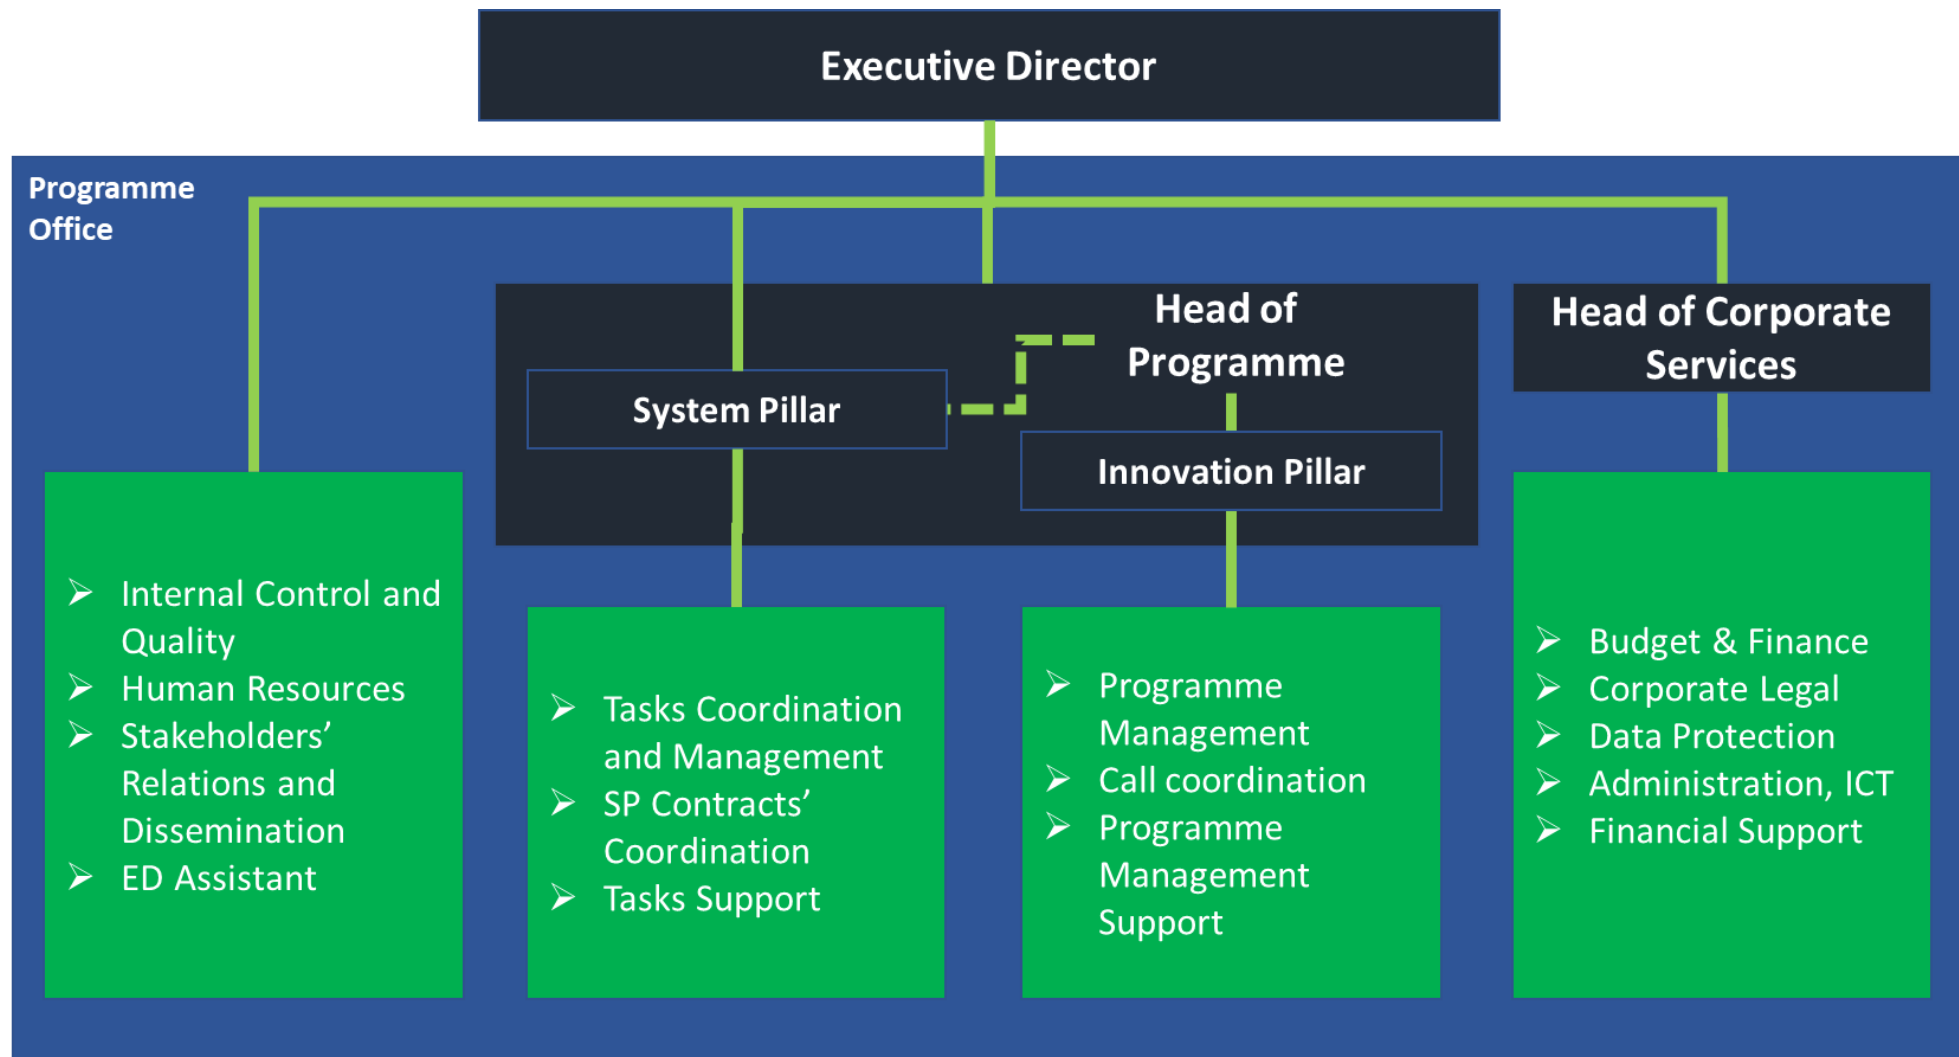 Executive Director
Programme
Office
Head of
Programme
Head of Corporate
Services
System Pillar
Innovation Pillar
➢ Internal Control and
Quality
➢ Human Resources
➢ Stakeholders’
Relations and
Dissemination
➢ ED Assistant
➢ Tasks Coordination
and Management
➢ SP Contracts’
Coordination
➢ Tasks Support
➢ Programme
Management
➢ Call coordination
➢ Programme
Management
Support
➢ Budget & Finance
➢ Corporate Legal
➢ Data Protection
➢ Administration, ICT
➢ Financial Support